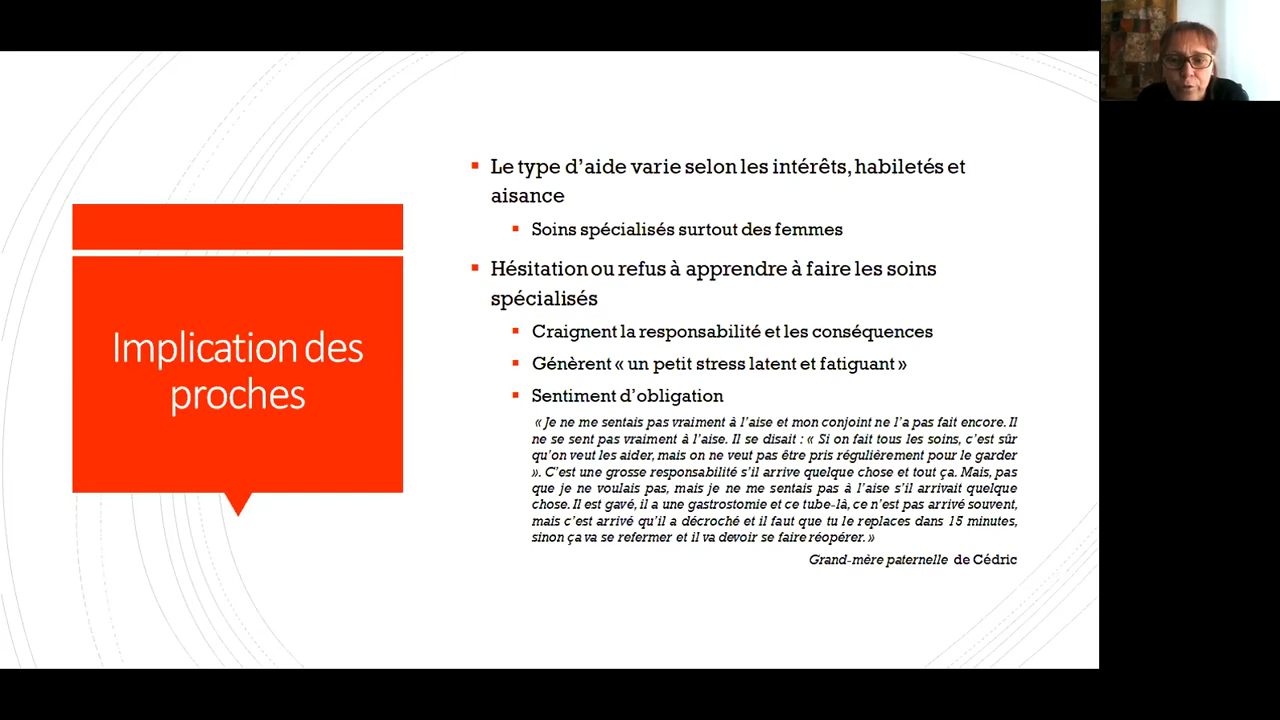 Implication des
proches
Le type d’aide varie selon les intérêts, habiletés et
aisance
Soins spécialisés surtout des femmes
Hésitation ou refus à apprendre à faire les soins
spécialisés
Craignent la responsabilité et les conséquences
Génèrent « un petit stress latent et fatiguant »
Sentiment d’obligation
« Je ne me sentais pas vraiment à l’aise et mon conjoint ne l’a pas fait encore. Il
ne se sent pas vraiment à l’aise. Il se disait : « Si on fait tous les soins, c’est sûr
qu’on veut les aider, mais on ne veut pas être pris régulièrement pour le garder
». C’est une grosse responsabilité s’il arrive quelque chose et tout ça. Mais, pas
que je ne voulais pas, mais je ne me sentais pas à l’aise s’il arrivait quelque
chose. Il est gavé, il a une gastrostomie et ce tube-là, ce n’est pas arrivé souvent,
mais c’est arrivé qu’il a décroché et il faut que tu le replaces dans 15 minutes,
sinon ça va se refermer et il va devoir se faire réopérer. »
Grand-mère paternelle de Cédric